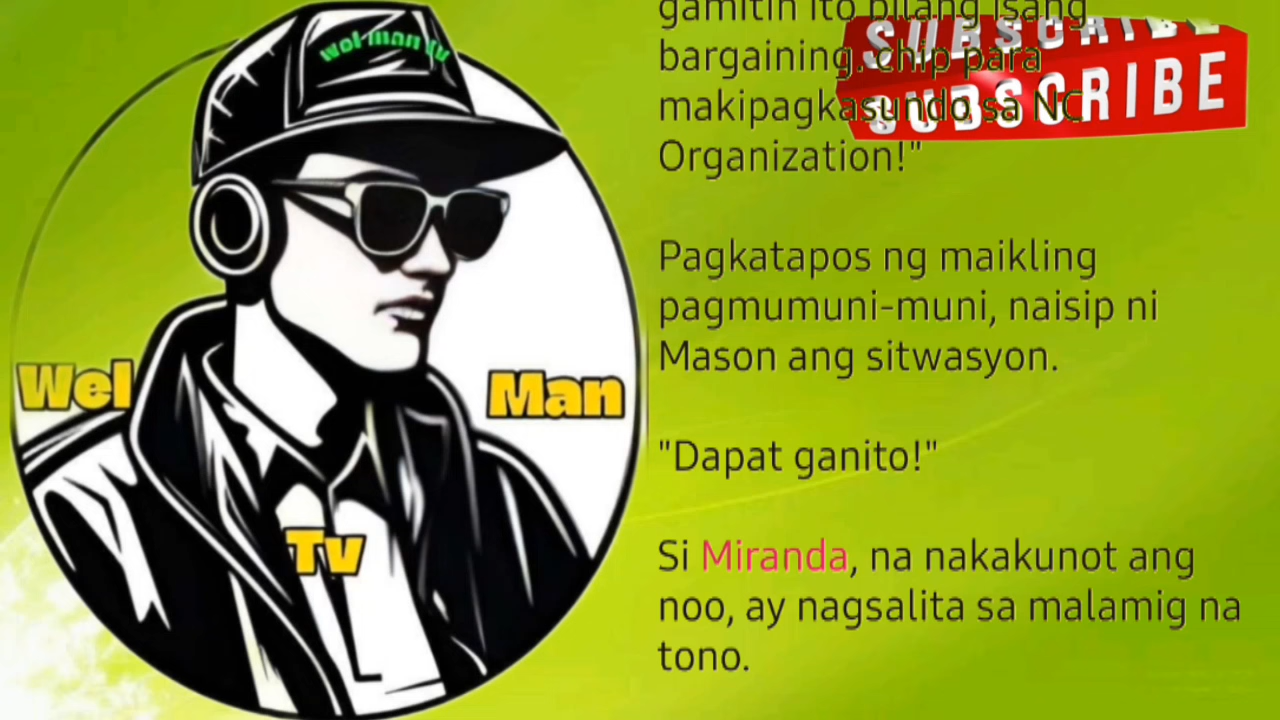 wel man tv
Wel
Man
Tv
SUBSCRIBE
SUBSCRIBE
gamitin ito bilang isang
bargaining. chip para
makipagkasundo sa NC
Organization!"
Pagkatapos ng maikling
pagmumuni-muni, naisip ni
Mason ang sitwasyon.
"Dapat ganito!"
Si Miranda, na nakakunot ang
noo, ay nagsalita sa malamig na
tono.